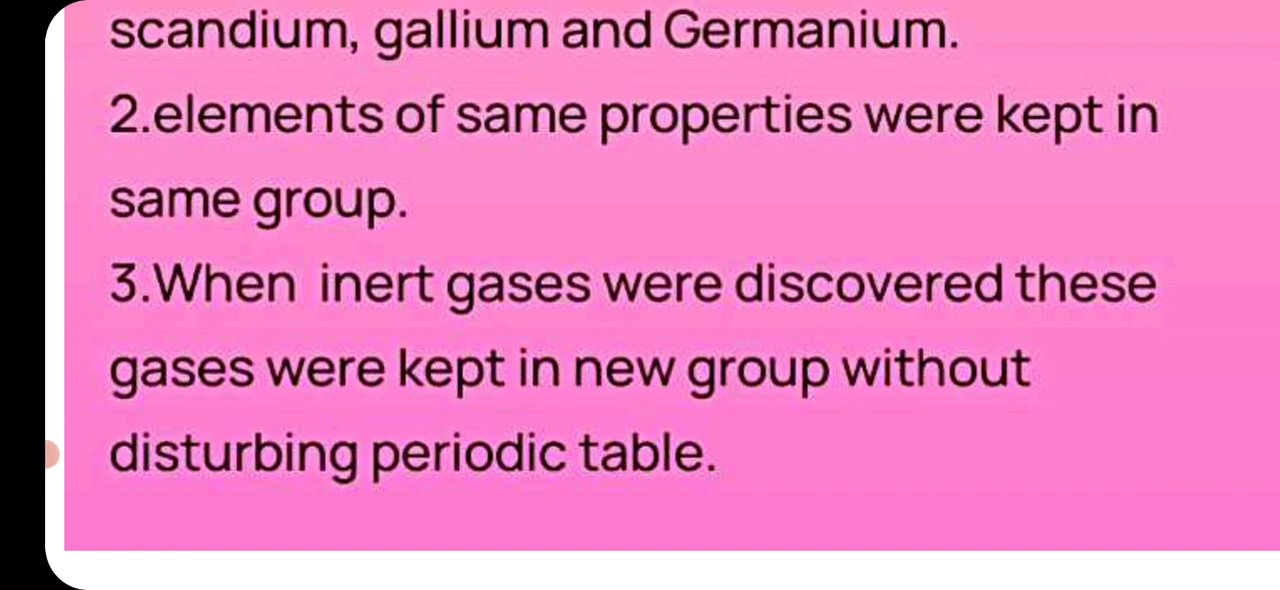 scandium, gallium and Germanium.
2.elements of same properties were kept in
same group.
3.When  inert gases were discovered these
gases were kept in new group without
disturbing periodic table.